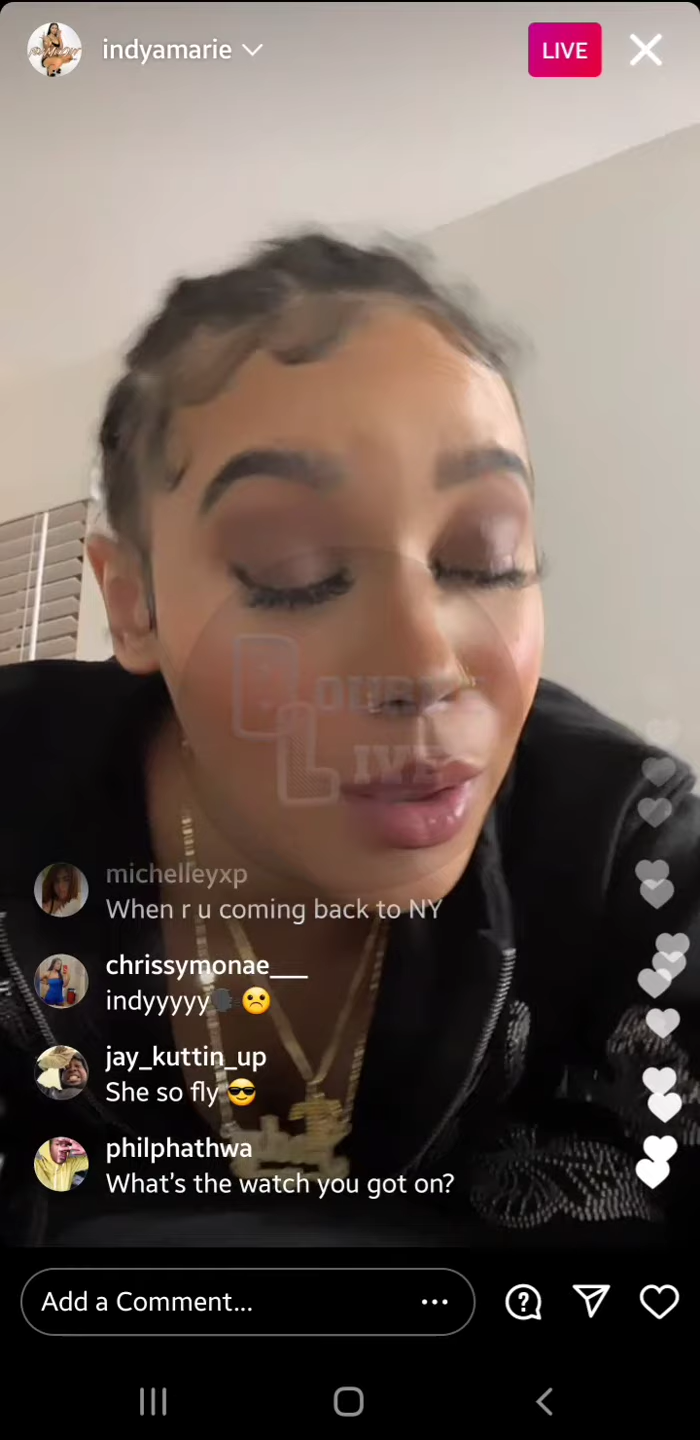 indyamarie
LIVE
michelleyxp
When r u coming back to NY
chrissymonae___
indyyyyy🗣️☹️
jay_kuttin_up
She so fly😎
philphathwa
What's the watch you got on?
Add a Comment...